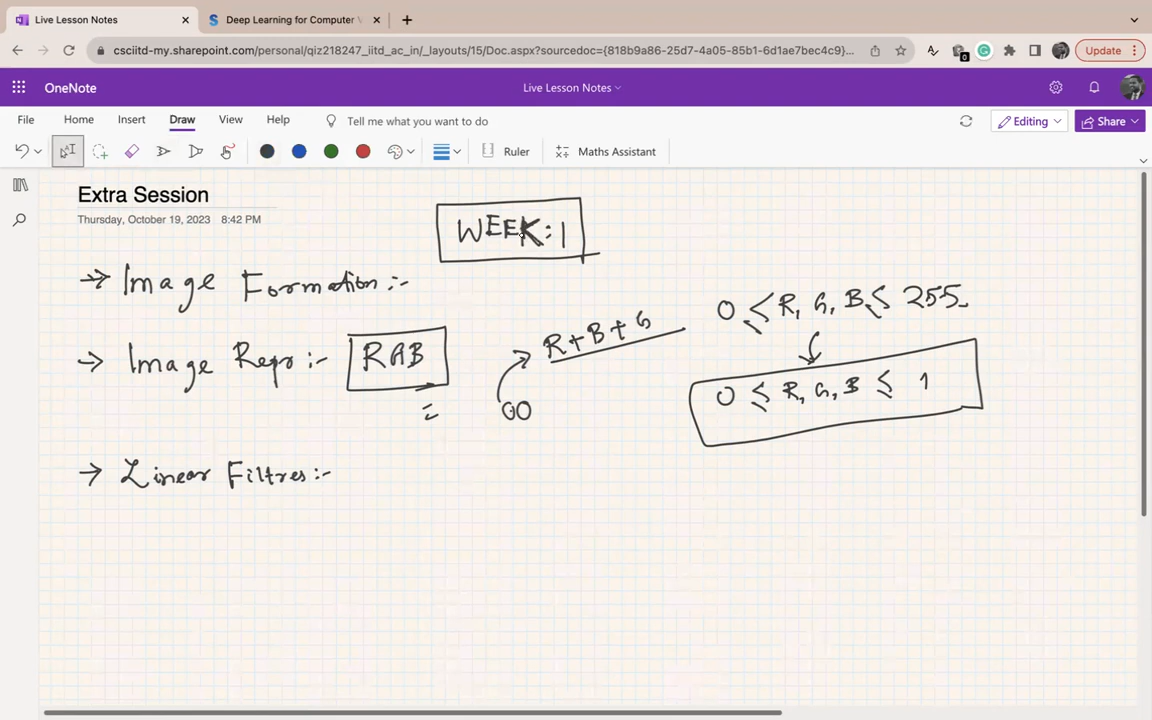 Live Lesson Notes
Deep Learning for Computer V
csciitd-my.sharepoint.com/personal/qiz218247_iitd_ac_in/_layouts/15/Doc.aspx?sourcedoc={818b9a86-25d7-4a05-85b1-6d1ae7bec4c9}...
Update
OneNote
Live Lesson Notes
File Home Insert Draw View Help Tell me what you want to do
Editing Share
Ruler Maths Assistant
Extra Session
Thursday, October 19, 2023 8:42 PM
WEEK:1
→ Image Formation :-
0 ≤ R, G, B ≤ 255
→ Image Repr :- RGB
R+B+G
0 ≤ R, G, B ≤ 1
→ Linear Filtres :-